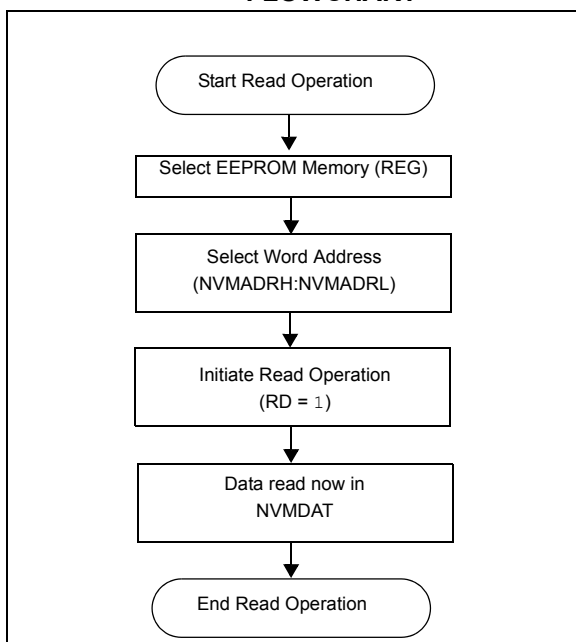 Start Read Operation
Select EEPROM Memory (REG)
Select Word Address
(NVMADRH:NVMADRL)
Initiate Read Operation
(RD = 1)
Data read now in
NVMDAT
End Read Operation